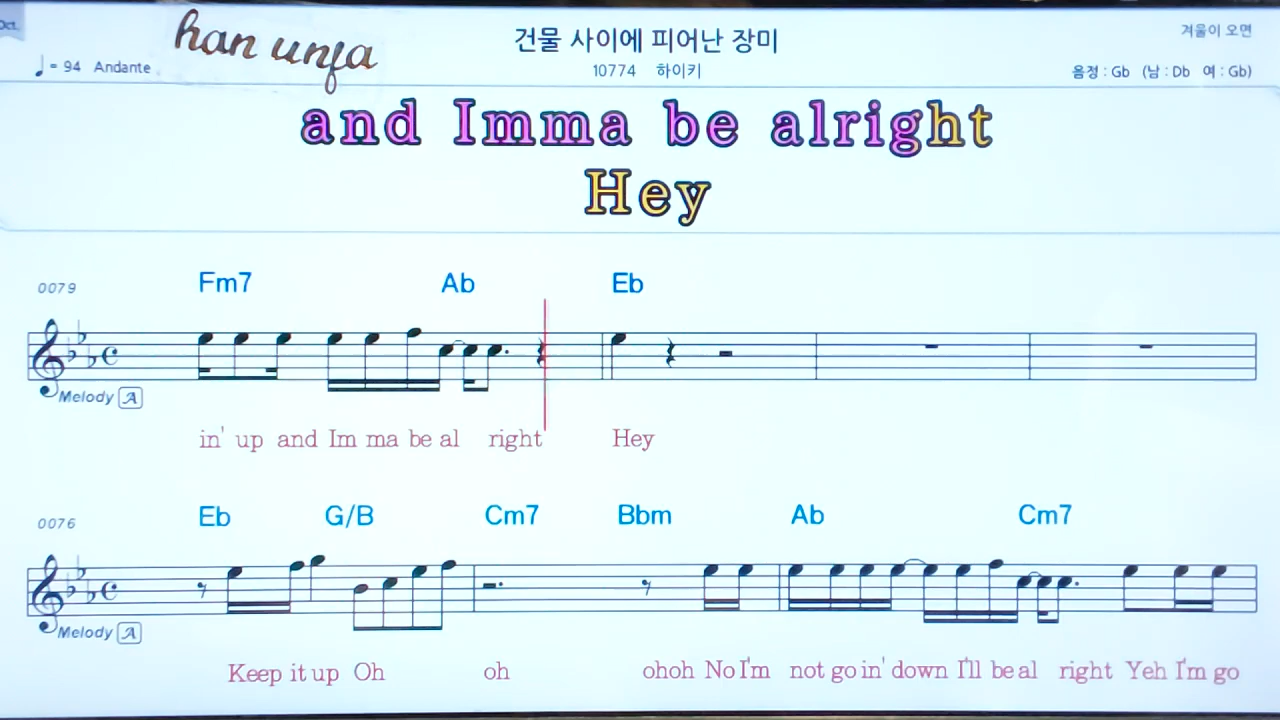 Oct.
han unfa
건물 사이에 피어난 장미
겨울이 오면
♩= 94 Andante
10774 하이키
음정 : Gb (남 : Db 여 : Gb)
and Imma be alright
Hey
0079
Fm7 Ab Eb
Melody A
in' up and Im ma be al right Hey
0076
Eb G/B Cm7 Bbm Ab Cm7
Melody A
Keep it up Oh oh ohoh No I'm not go in' down I'll be al right Yeh I'm go